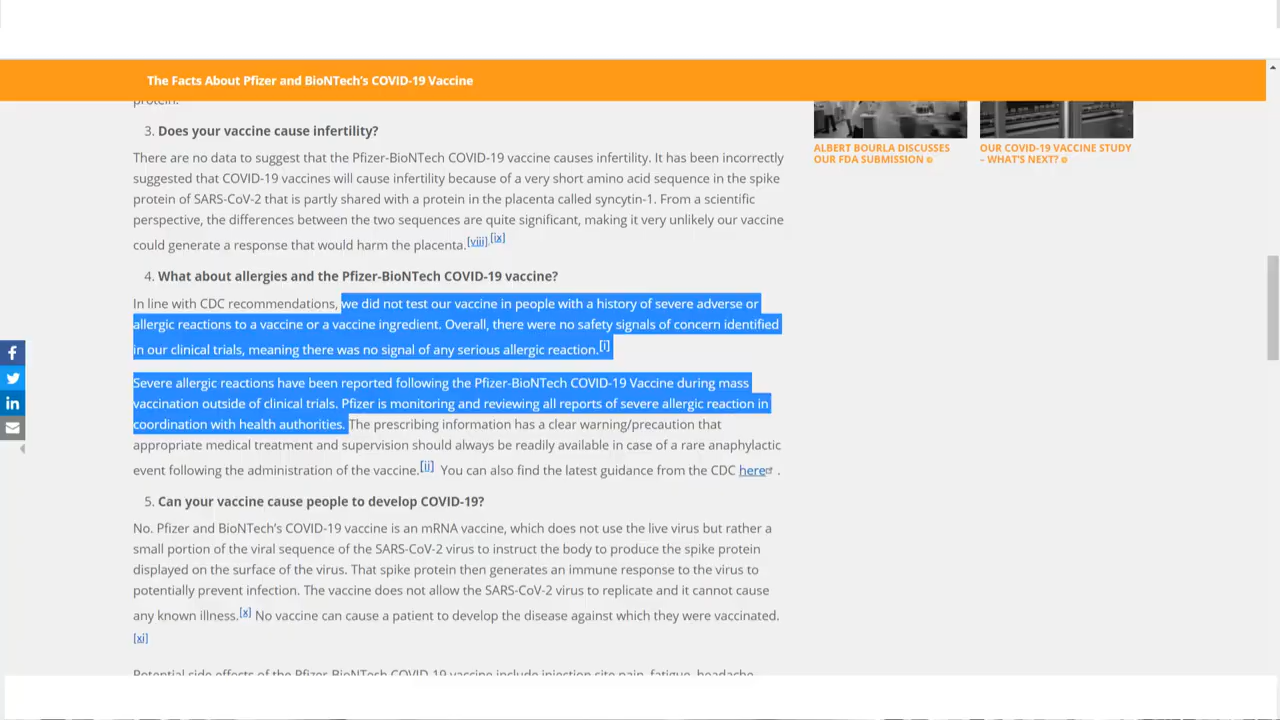 The Facts About Pfizer and BioNTech's COVID-19 Vaccine
protein.
3. Does your vaccine cause infertility?
There are no data to suggest that the Pfizer-BioNTech COVID-19 vaccine causes infertility. It has been incorrectly
suggested that COVID-19 vaccines will cause infertility because of a very short amino acid sequence in the spike
protein of SARS-CoV-2 that is partly shared with a protein in the placenta called syncytin-1. From a scientific
perspective, the differences between the two sequences are quite significant, making it very unlikely our vaccine
could generate a response that would harm the placenta.[viii],[ix]
4. What about allergies and the Pfizer-BioNTech COVID-19 vaccine?
In line with CDC recommendations, we did not test our vaccine in people with a history of severe adverse or
allergic reactions to a vaccine or a vaccine ingredient. Overall, there were no safety signals of concern identified
in our clinical trials, meaning there was no signal of any serious allergic reaction.[i]
Severe allergic reactions have been reported following the Pfizer-BioNTech COVID-19 Vaccine during mass
vaccination outside of clinical trials. Pfizer is monitoring and reviewing all reports of severe allergic reaction in
coordination with health authorities. The prescribing information has a clear warning/precaution that
appropriate medical treatment and supervision should always be readily available in case of a rare anaphylactic
event following the administration of the vaccine.[ii] You can also find the latest guidance from the CDC here .
5. Can your vaccine cause people to develop COVID-19?
No. Pfizer and BioNTech's COVID-19 vaccine is an mRNA vaccine, which does not use the live virus but rather a
small portion of the viral sequence of the SARS-CoV-2 virus to instruct the body to produce the spike protein
displayed on the surface of the virus. That spike protein then generates an immune response to the virus to
potentially prevent infection. The vaccine does not allow the SARS-CoV-2 virus to replicate and it cannot cause
any known illness.[x] No vaccine can cause a patient to develop the disease against which they were vaccinated.
[xi]
Potential side effects of the Pfizer-BioNTech COVID-19 vaccine include injection site pain, fatigue, headache,
ALBERT BOURLA DISCUSSES
OUR FDA SUBMISSION
OUR COVID-19 VACCINE STUDY
– WHAT'S NEXT?